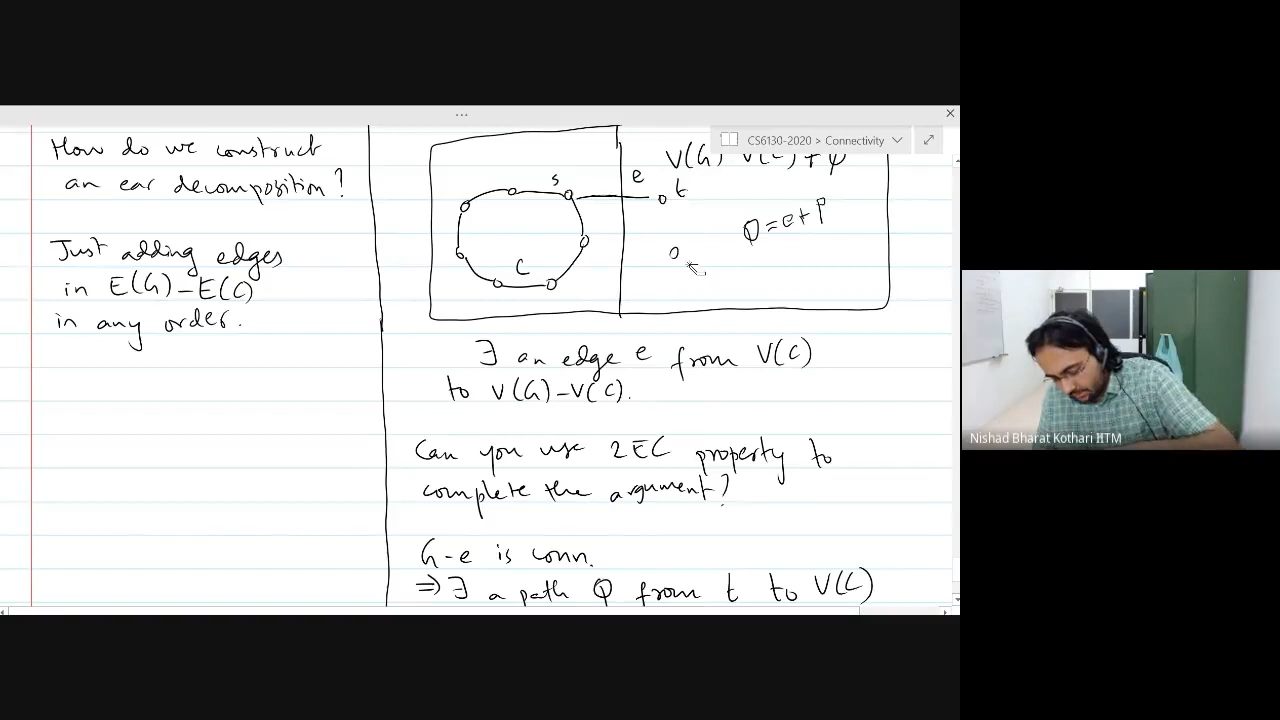 CS6130-2020 > Connectivity
How do we construct
an ear decomposition?
Just adding edges
in E(G)-E(C)
in any order.
V(G) V(C) ≠ φ
s
e
t
Q = e+P
C
∃ an edge e from V(C)
to V(G)-V(C).
Can you use 2EC property to
complete the argument?
G-e is conn.
⇒ ∃ a path Q from t to V(C)
Nishad Bharat Kothari IITM